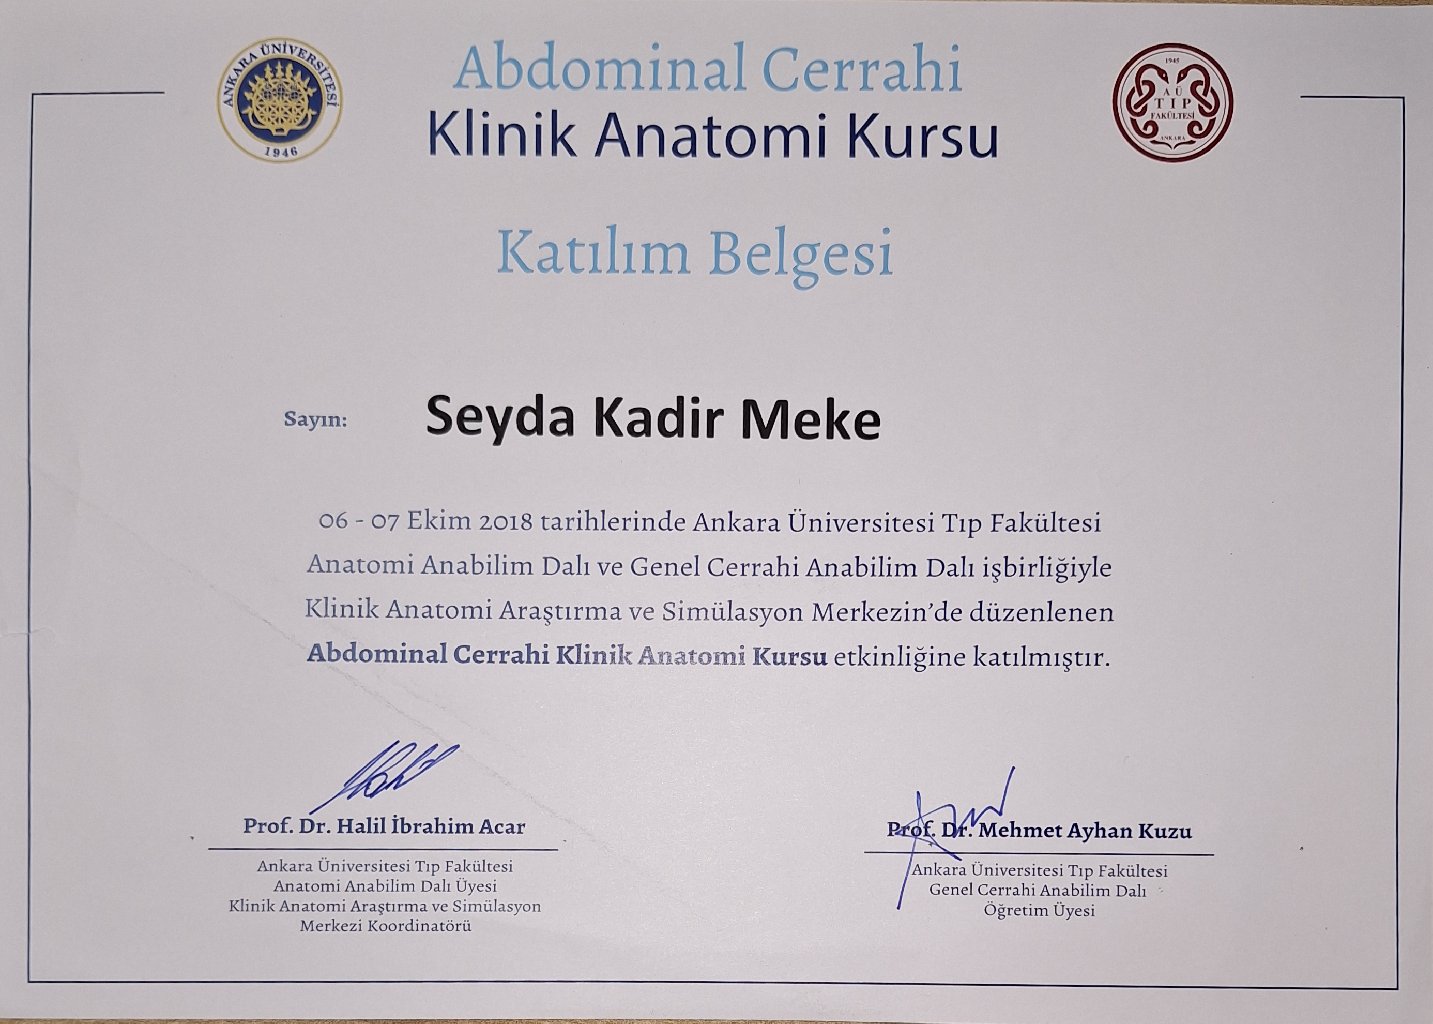 ANKARA ÜNİVERSİTESİ
1946
Abdominal Cerrahi
Klinik Anatomi Kursu
1945
A Ü
TIP
FAKÜLTESİ
ANKARA
Katılım Belgesi
Sayın: Seyda Kadir Meke
06 - 07 Ekim 2018 tarihlerinde Ankara Üniversitesi Tıp Fakültesi
Anatomi Anabilim Dalı ve Genel Cerrahi Anabilim Dalı işbirliğiyle
Klinik Anatomi Araştırma ve Simülasyon Merkezin'de düzenlenen
Abdominal Cerrahi Klinik Anatomi Kursu etkinliğine katılmıştır.
Prof. Dr. Halil İbrahim Acar
Ankara Üniversitesi Tıp Fakültesi
Anatomi Anabilim Dalı Üyesi
Klinik Anatomi Araştırma ve Simülasyon
Merkezi Koordinatörü
Prof. Dr. Mehmet Ayhan Kuzu
Ankara Üniversitesi Tıp Fakültesi
Genel Cerrahi Anabilim Dalı
Öğretim Üyesi